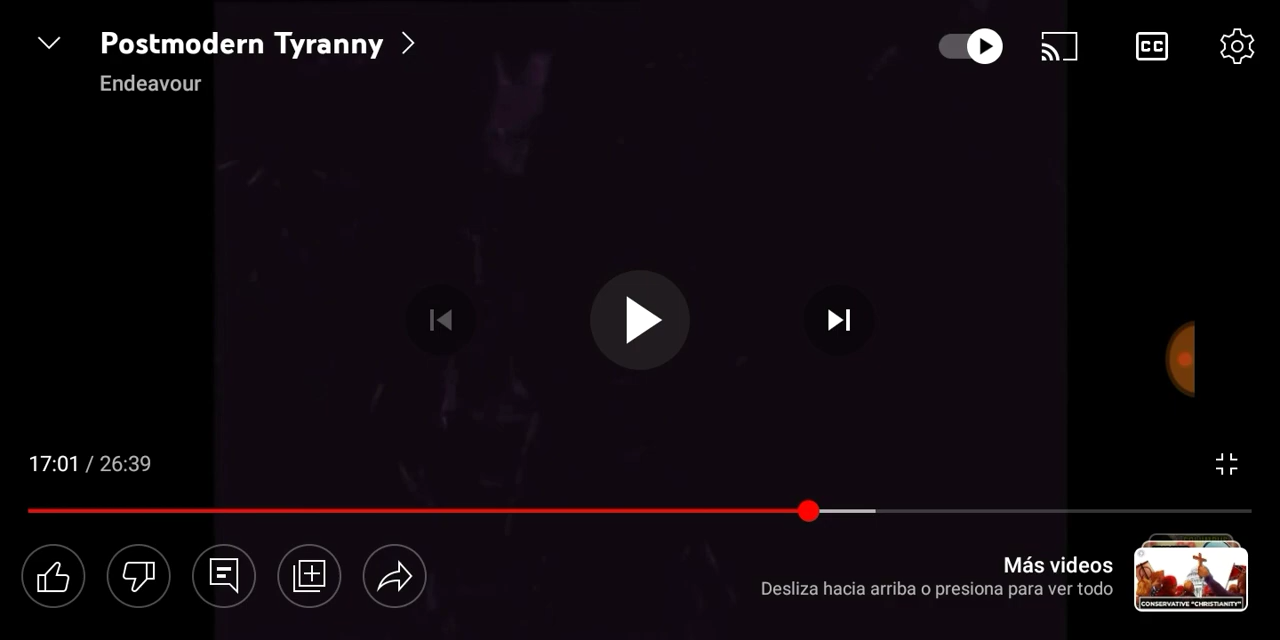 Postmodern Tyranny
Endeavour
CC
17:01 / 26:39
Más videos
Desliza hacia arriba o presiona para ver todo
CONSERVATIVE "CHRISTIANITY"